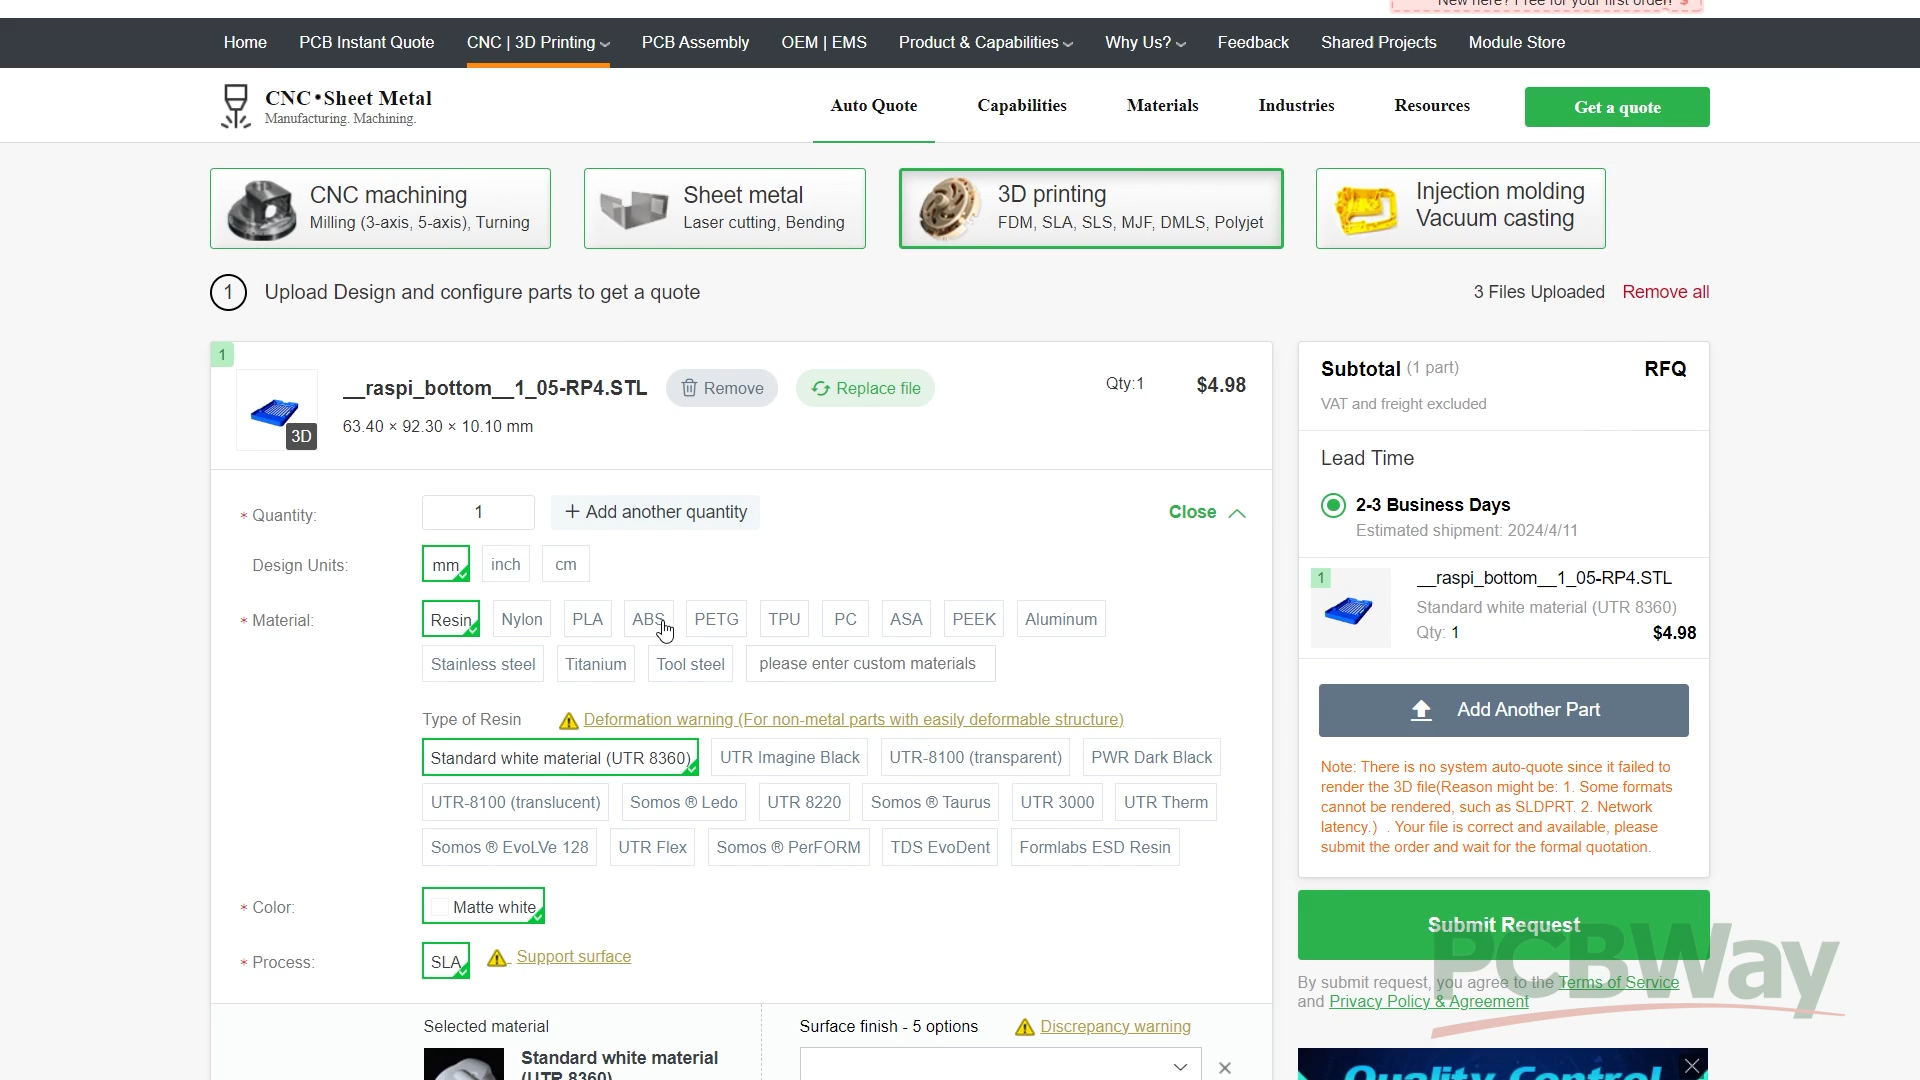 New here? Free for your first order!
Home PCB Instant Quote CNC | 3D Printing PCB Assembly OEM | EMS Product & Capabilities Why Us? Feedback Shared Projects Module Store
CNC•Sheet Metal
Manufacturing. Machining.
Auto Quote Capabilities Materials Industries Resources Get a quote
CNC machining
Milling (3-axis, 5-axis), Turning
Sheet metal
Laser cutting, Bending
3D printing
FDM, SLA, SLS, MJF, DMLS, Polyjet
Injection molding
Vacuum casting
1 Upload Design and configure parts to get a quote
3 Files Uploaded Remove all
1
3D
__raspi_bottom__1_05-RP4.STL Remove Replace file Qty:1 $4.98
63.40 × 92.30 × 10.10 mm
* Quantity: 1 + Add another quantity Close
Design Units: mm inch cm
* Material: Resin Nylon PLA ABS PETG TPU PC ASA PEEK Aluminum
Stainless steel Titanium Tool steel please enter custom materials
Type of Resin Deformation warning (For non-metal parts with easily deformable structure)
Standard white material (UTR 8360) UTR Imagine Black UTR-8100 (transparent) PWR Dark Black
UTR-8100 (translucent) Somos ® Ledo UTR 8220 Somos ® Taurus UTR 3000 UTR Therm
Somos ® EvoLVe 128 UTR Flex Somos ® PerFORM TDS EvoDent Formlabs ESD Resin
* Color: Matte white
* Process: SLA Support surface
Selected material
Standard white material
(UTR 8360)
Surface finish - 5 options Discrepancy warning
Subtotal (1 part) RFQ
VAT and freight excluded
Lead Time
2-3 Business Days
Estimated shipment: 2024/4/11
1
__raspi_bottom__1_05-RP4.STL
Standard white material (UTR 8360)
Qty: 1 $4.98
Add Another Part
Note: There is no system auto-quote since it failed to
render the 3D file(Reason might be: 1. Some formats
cannot be rendered, such as SLDPRT. 2. Network
latency.) . Your file is correct and available, please
submit the order and wait for the formal quotation.
Submit Request
By submit request, you agree to the Terms of Service
and Privacy Policy & Agreement
PCBWay
Quality Control